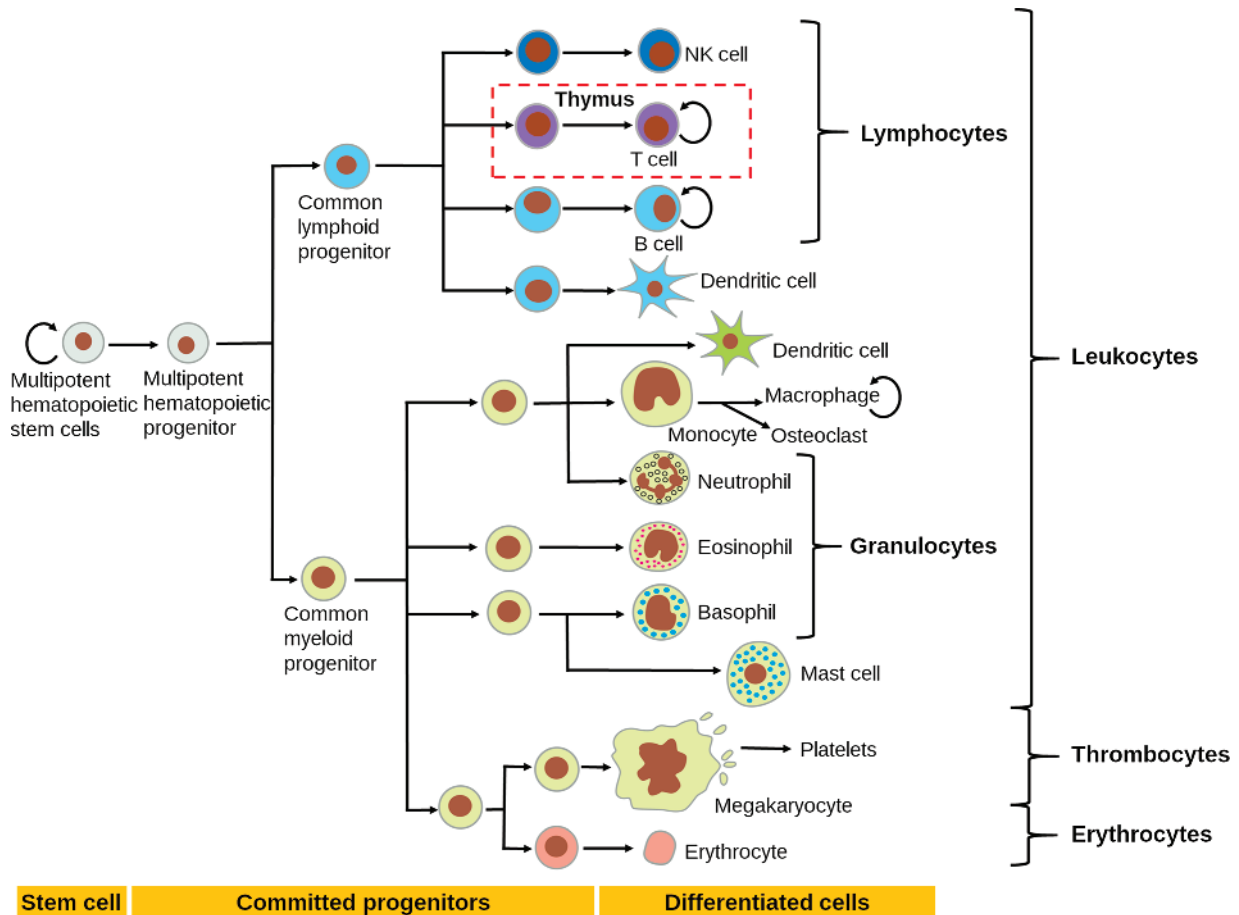 NK cell
Thymus
T cell
Lymphocytes
Common
lymphoid
progenitor
B cell
Dendritic cell
Multipotent
hematopoietic
stem cells
Multipotent
hematopoietic
progenitor
Dendritic cell
Macrophage
Monocyte
Osteoclast
Leukocytes
Neutrophil
Eosinophil
Granulocytes
Basophil
Common
myeloid
progenitor
Mast cell
Platelets
Megakaryocyte
Thrombocytes
Erythrocyte
Erythrocytes
Stem cell
Committed progenitors
Differentiated cells